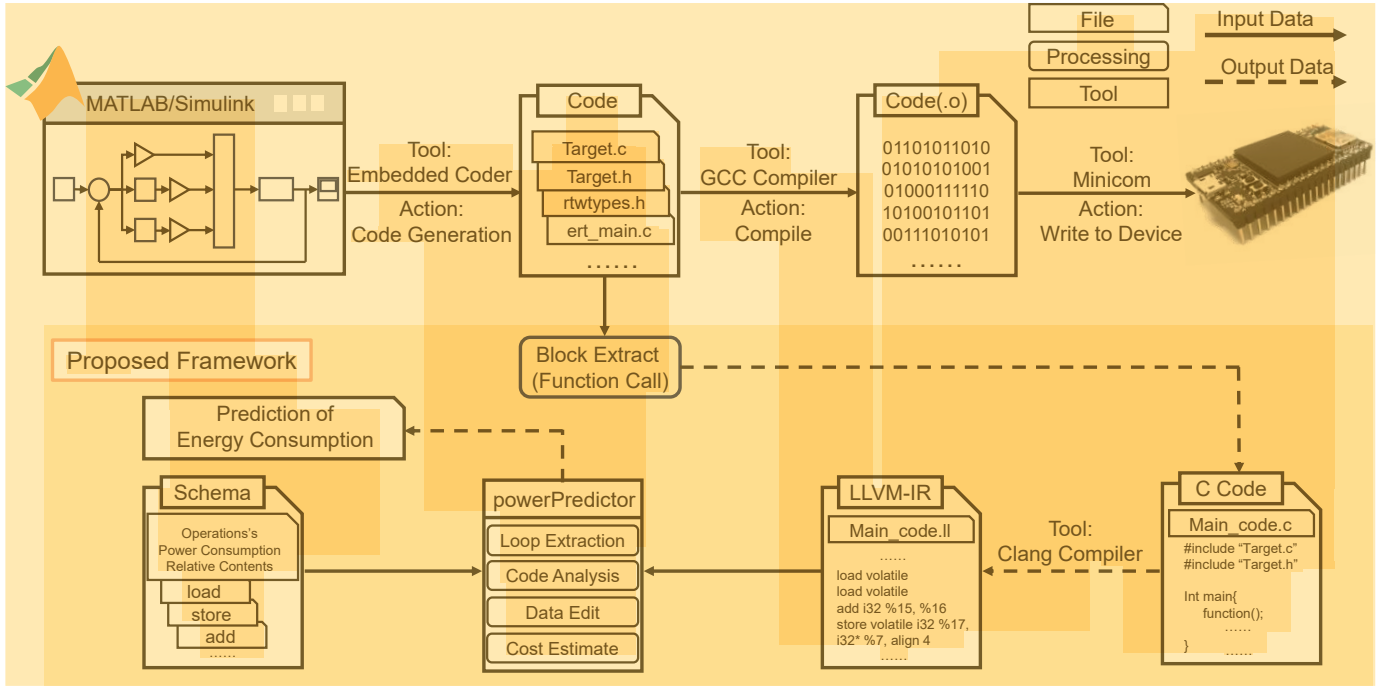 File
Input Data
Processing
Output Data
Tool
MATLAB/Simulink
Tool:
Embedded Coder
Action:
Code Generation
Code
Target.c
Target.h
rtwtypes.h
ert_main.c
......
Tool:
GCC Compiler
Action:
Compile
Code(.o)
01101011010
01010101001
01000111110
10100101101
00111010101
......
Tool:
Minicom
Action:
Write to Device
Proposed Framework
Block Extract
(Function Call)
Prediction of
Energy Consumption
Schema
Operations's
Power Consumption
Relative Contents
load
store
add
......
powerPredictor
Loop Extraction
Code Analysis
Data Edit
Cost Estimate
LLVM-IR
Main_code.ll
......
load volatile
load volatile
add i32 %15, %16
store volatile i32 %17,
i32* %7, align 4
......
Tool:
Clang Compiler
C Code
Main_code.c
#include “Target.c”
#include “Target.h”
Int main{
function();
......
} ......